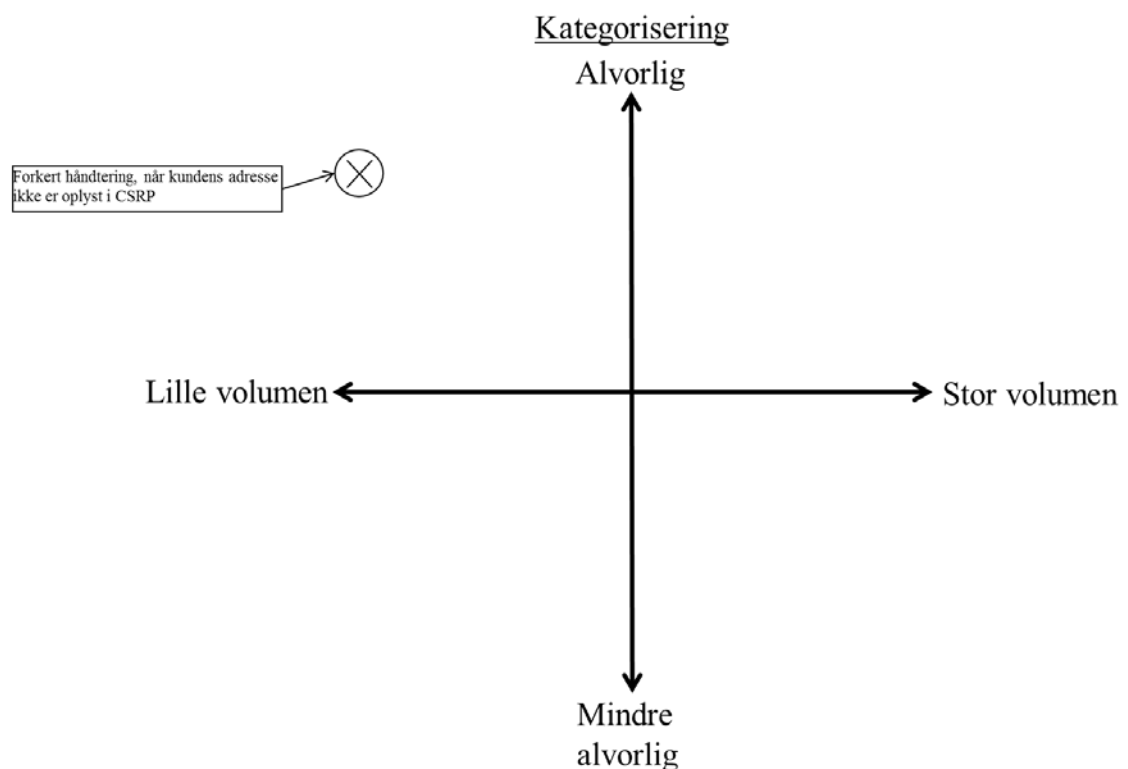 Kategorisering
Alvorlig
Forkert håndtering, når kundens adresse
ikke er oplyst i CSRP
Lille volumen
Stor volumen
Mindre
alvorlig